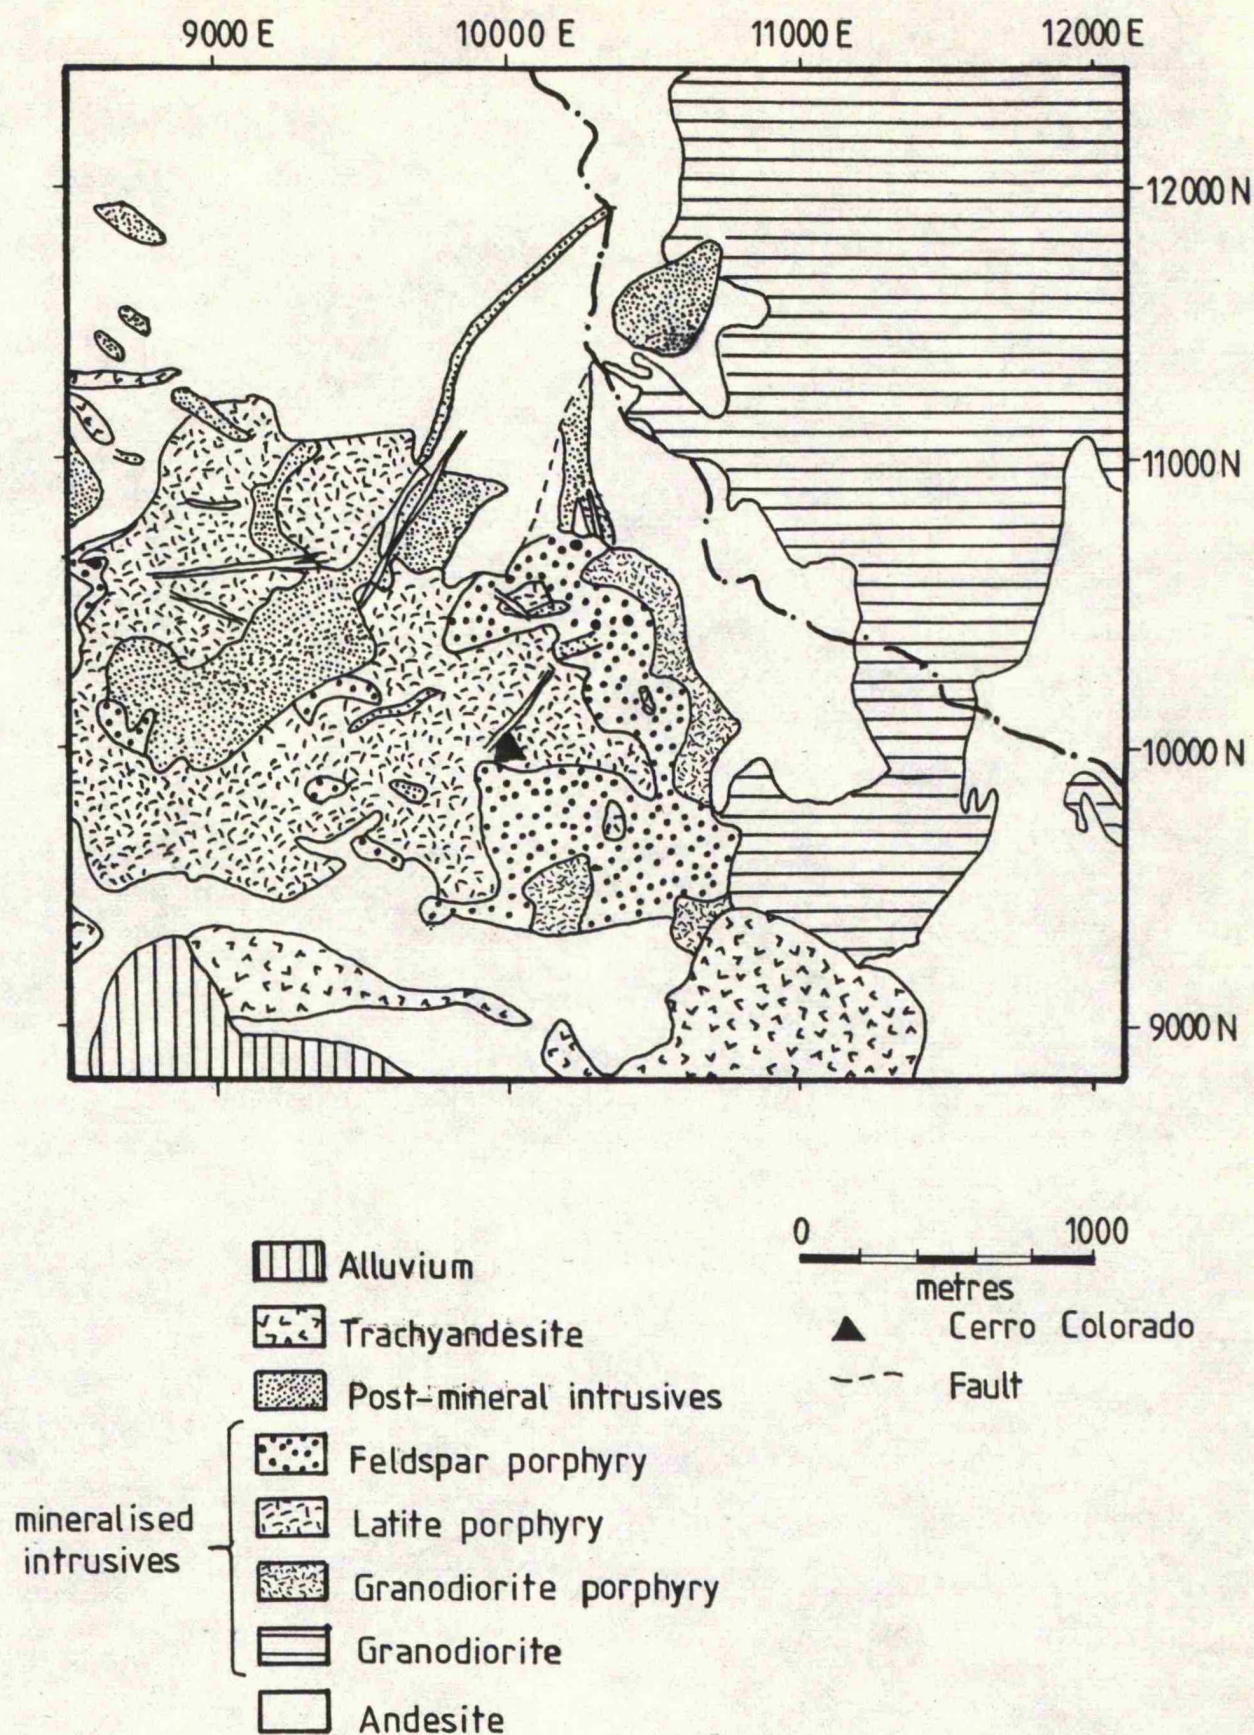 9000 E 10000 E 11000 E 12000 E
12000 N
11000 N
10000 N
9000 N
0 1000
metres
Alluvium
Trachyandesite
Post-mineral intrusives
Feldspar porphyry
Latite porphyry
Granodiorite porphyry
Granodiorite
Andesite
mineralised
intrusives
Cerro Colorado
Fault